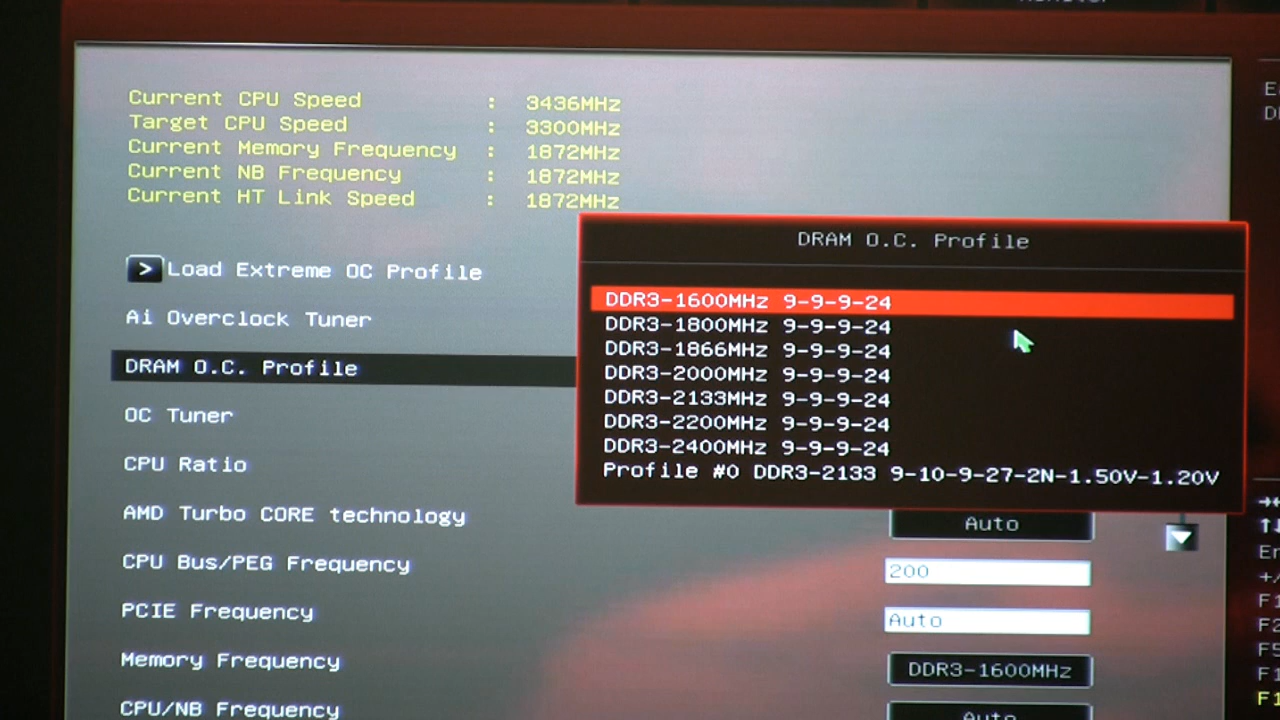 Current CPU Speed : 3436MHz
Target CPU Speed : 3300MHz
Current Memory Frequency : 1872MHz
Current NB Frequency : 1872MHz
Current HT Link Speed : 1872MHz
> Load Extreme OC Profile
Ai Overclock Tuner
DRAM O.C. Profile
OC Tuner
CPU Ratio
AMD Turbo CORE technology
Auto
CPU Bus/PEG Frequency
200
PCIE Frequency
Auto
Memory Frequency
DDR3-1600MHz
CPU/NB Frequency
Auto
DRAM O.C. Profile
DDR3-1600MHz 9-9-9-24
DDR3-1800MHz 9-9-9-24
DDR3-1866MHz 9-9-9-24
DDR3-2000MHz 9-9-9-24
DDR3-2133MHz 9-9-9-24
DDR3-2200MHz 9-9-9-24
DDR3-2400MHz 9-9-9-24
Profile #0 DDR3-2133 9-10-9-27-2N-1.50V-1.20V